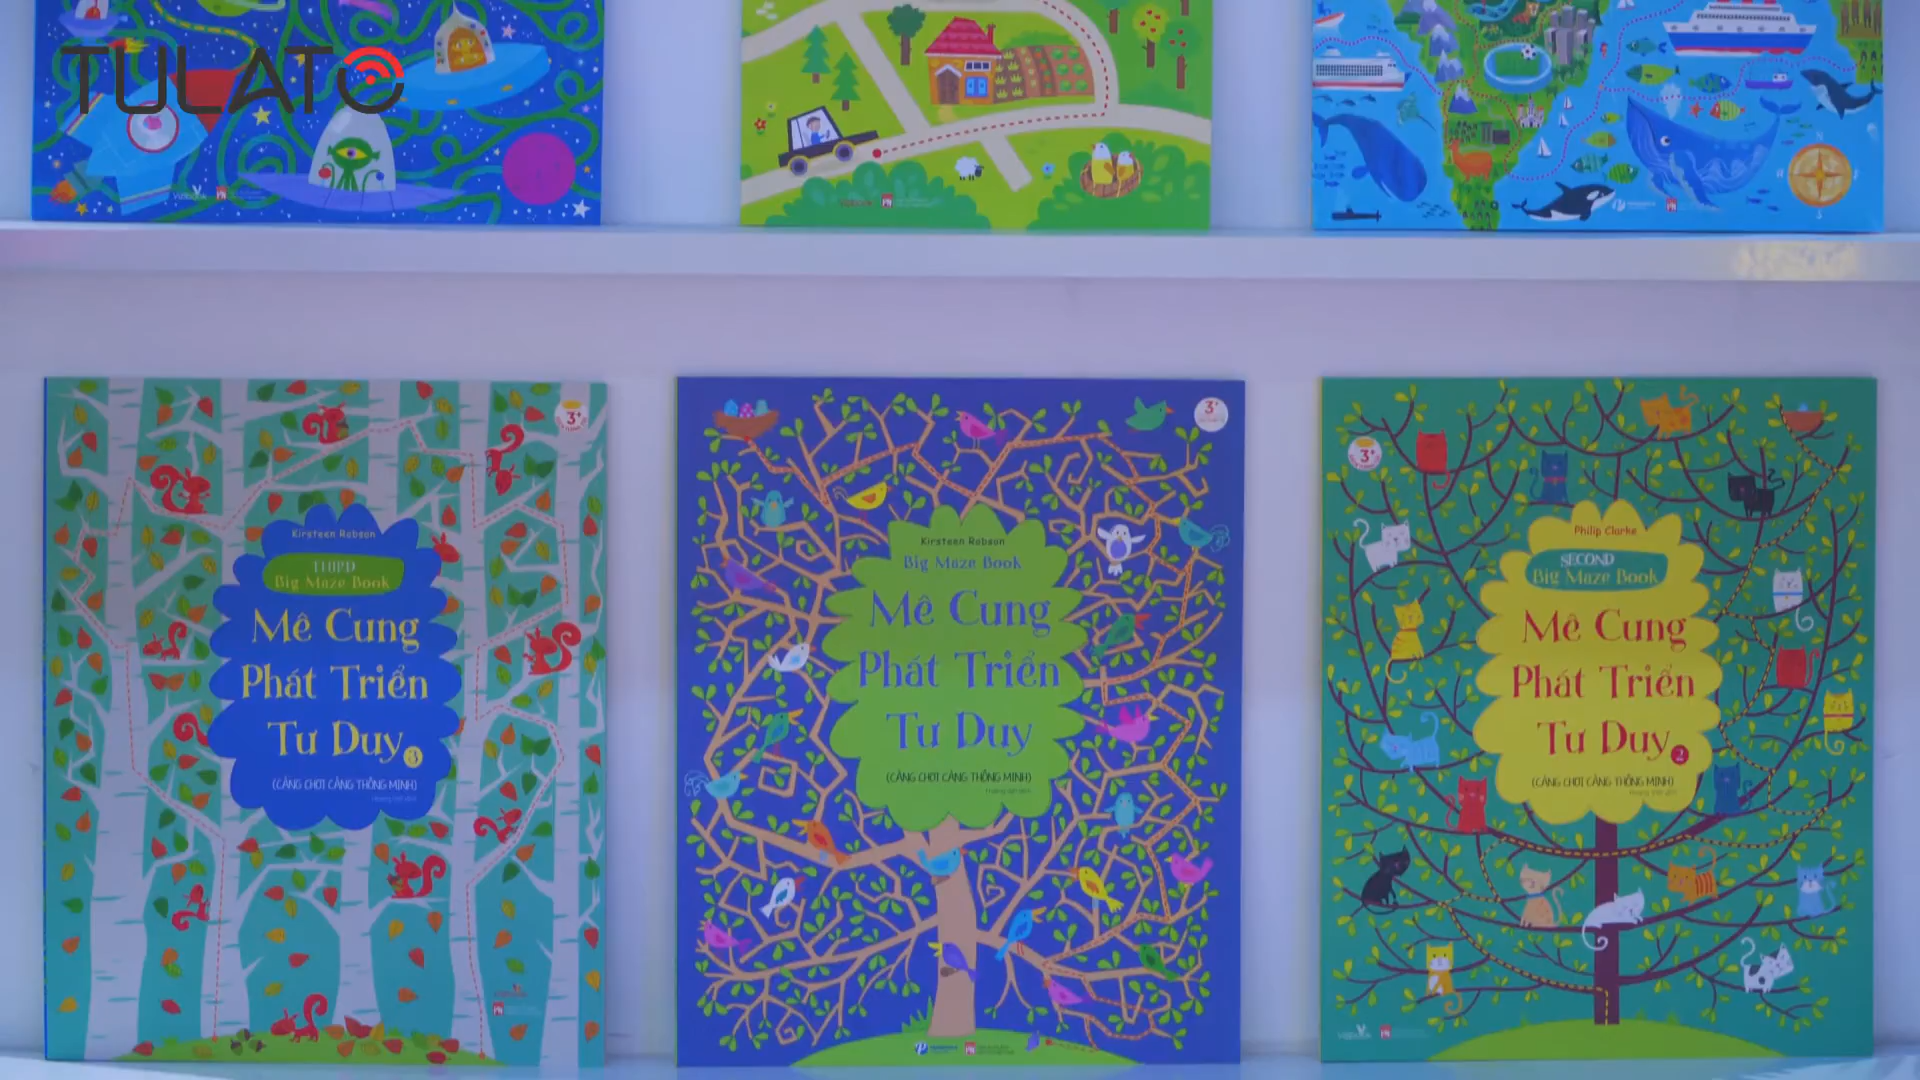 TULATO
Kirsteen Robson
THIRD
Big Maze Book
Mê Cung
Phát Triển
Tư Duy 3
(CÀNG CHƠI CÀNG THÔNG MINH)
3+
Kirsteen Robson
Big Maze Book
Mê Cung
Phát Triển
Tư Duy
(CÀNG CHƠI CÀNG THÔNG MINH)
3+
Philip Clarke
SECOND
Big Maze Book
Mê Cung
Phát Triển
Tư Duy 2
(CÀNG CHƠI CÀNG THÔNG MINH)
3+